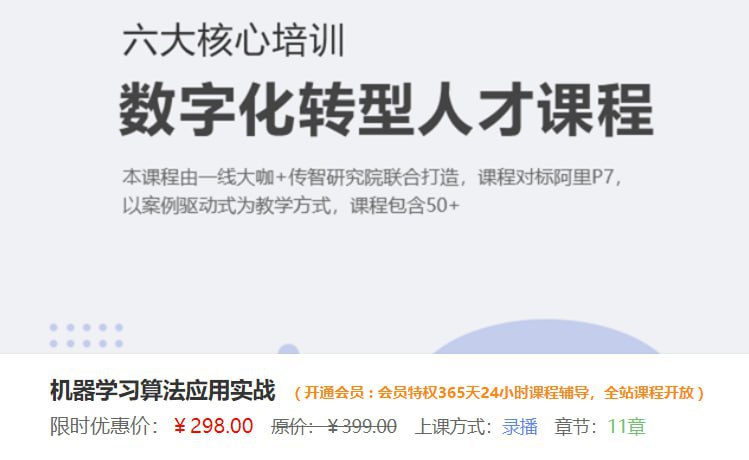 六大核心培训
数字化转型人才课程
本课程由一线大咖+传智研究院联合打造，课程对标阿里P7，
以案例驱动式为教学方式，课程包含50+
机器学习算法应用实战 （开通会员：会员特权365天24小时课程辅导，全站课程开放）
限时优惠价：￥298.00 原价：￥399.00 上课方式：录播 章节：11章